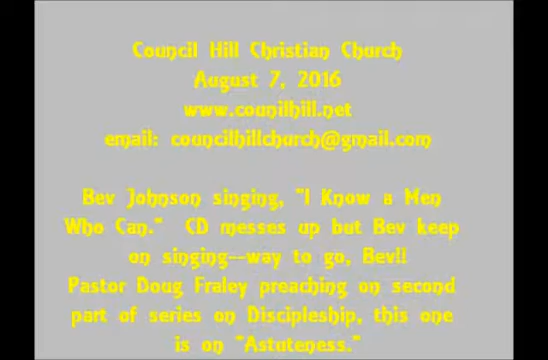 Council Hill Christian Church
August 7, 2016
www.counilhill.net
email: councilhillchurch@gmail.com
Bev Johnson singing, "I Know a Men
Who Can." CD messes up but Bev keep
on singing--way to go, Bev!!
Pastor Doug Fraley preaching on second
part of series on Discipleship, this one
is on "Astuteness."